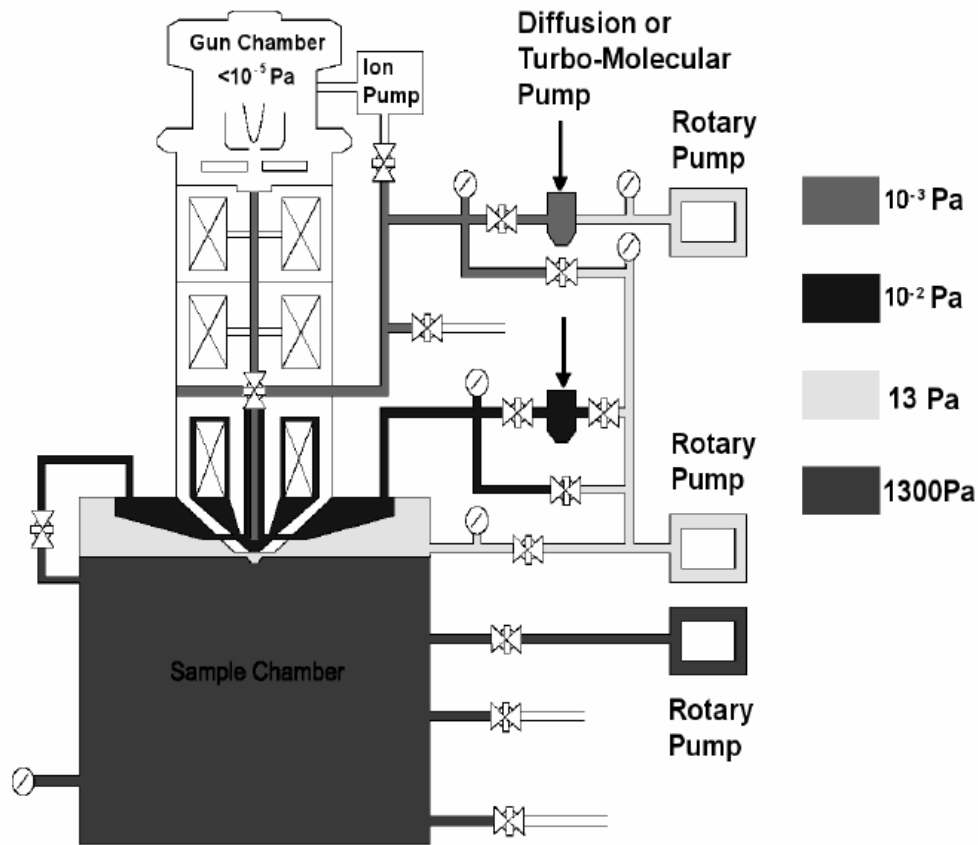 Gun Chamber
<10⁻⁵ Pa
Ion
Pump
Diffusion or
Turbo-Molecular
Pump
Rotary
Pump
10⁻³ Pa
10⁻² Pa
13 Pa
Rotary
Pump
1300Pa
Sample Chamber
Rotary
Pump